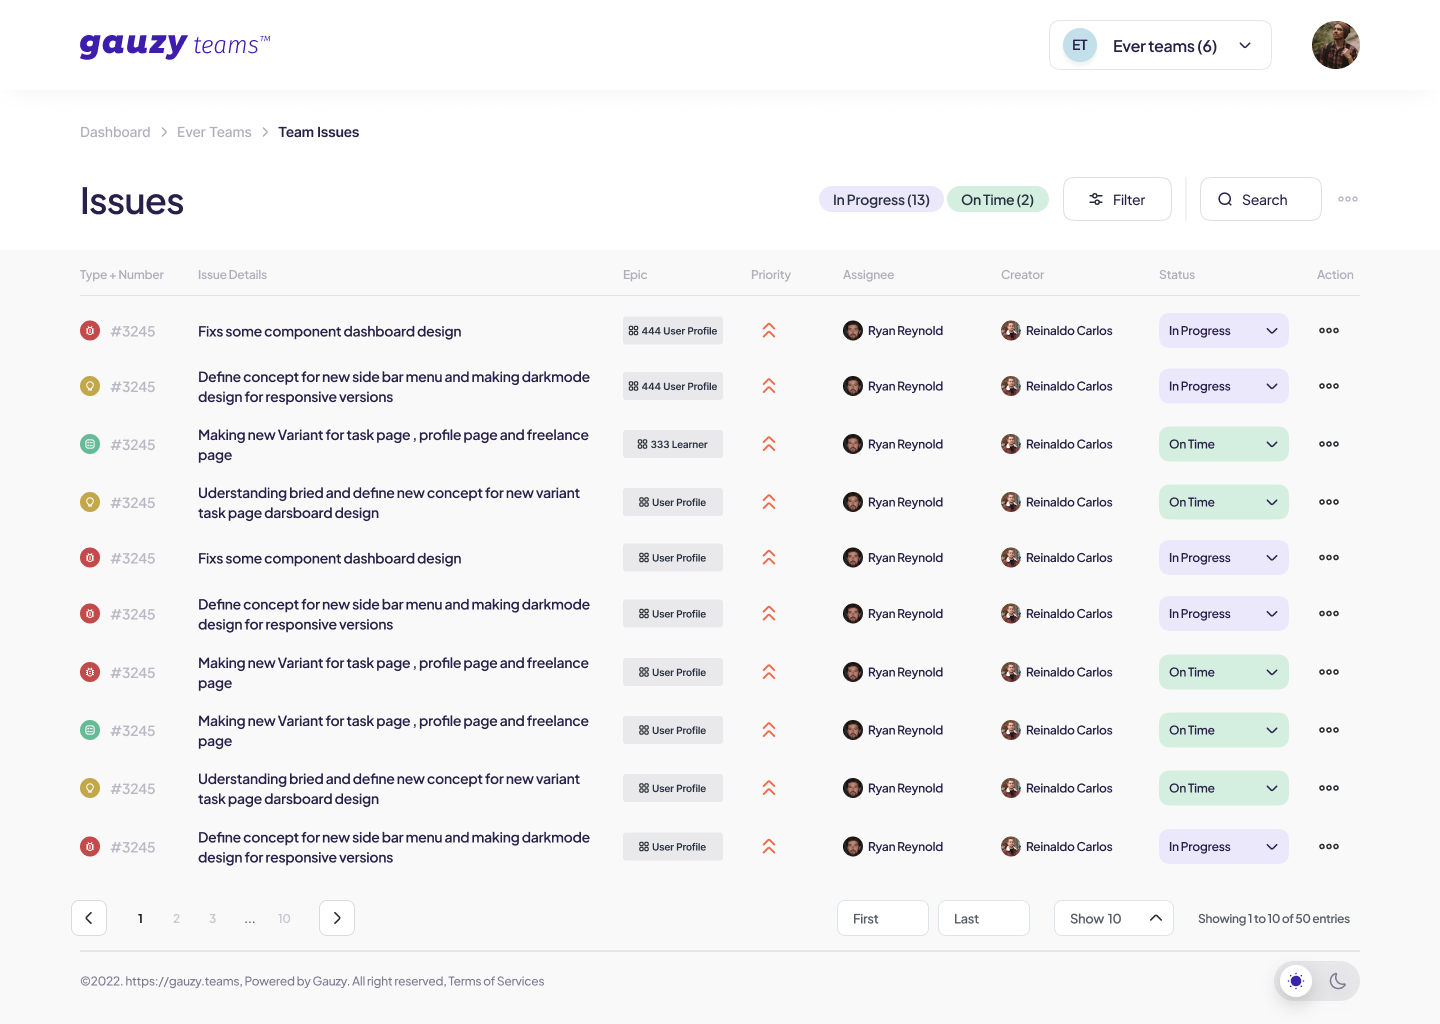 gauzy teams™
ET Ever teams (6)
Dashboard Ever Teams Team Issues
Issues
In Progress (13) On Time (2) Filter Search
Type + Number Issue Details Epic Priority Assignee Creator Status Action
#3245 Fixs some component dashboard design 444 User Profile Ryan Reynold Reinaldo Carlos In Progress
#3245 Define concept for new side bar menu and making darkmode
design for responsive versions 444 User Profile Ryan Reynold Reinaldo Carlos In Progress
#3245 Making new Variant for task page , profile page and freelance
page 333 Learner Ryan Reynold Reinaldo Carlos On Time
#3245 Uderstanding bried and define new concept for new variant
task page darsboard design User Profile Ryan Reynold Reinaldo Carlos On Time
#3245 Fixs some component dashboard design User Profile Ryan Reynold Reinaldo Carlos In Progress
#3245 Define concept for new side bar menu and making darkmode
design for responsive versions User Profile Ryan Reynold Reinaldo Carlos In Progress
#3245 Making new Variant for task page , profile page and freelance
page User Profile Ryan Reynold Reinaldo Carlos On Time
#3245 Making new Variant for task page , profile page and freelance
page User Profile Ryan Reynold Reinaldo Carlos On Time
#3245 Uderstanding bried and define new concept for new variant
task page darsboard design User Profile Ryan Reynold Reinaldo Carlos On Time
#3245 Define concept for new side bar menu and making darkmode
design for responsive versions User Profile Ryan Reynold Reinaldo Carlos In Progress
1 2 3 ... 10 First Last Show 10 Showing 1 to 10 of 50 entries
©2022. https://gauzy.teams, Powered by Gauzy. All right reserved, Terms of Services